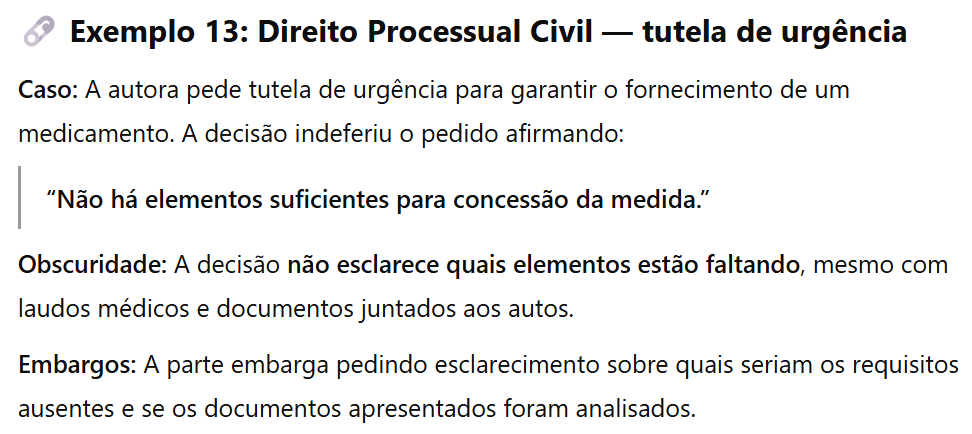 🔗 Exemplo 13: Direito Processual Civil — tutela de urgência
Caso: A autora pede tutela de urgência para garantir o fornecimento de um
medicamento. A decisão indeferiu o pedido afirmando:
“Não há elementos suficientes para concessão da medida.”
Obscuridade: A decisão não esclarece quais elementos estão faltando, mesmo com
laudos médicos e documentos juntados aos autos.
Embargos: A parte embarga pedindo esclarecimento sobre quais seriam os requisitos
ausentes e se os documentos apresentados foram analisados.